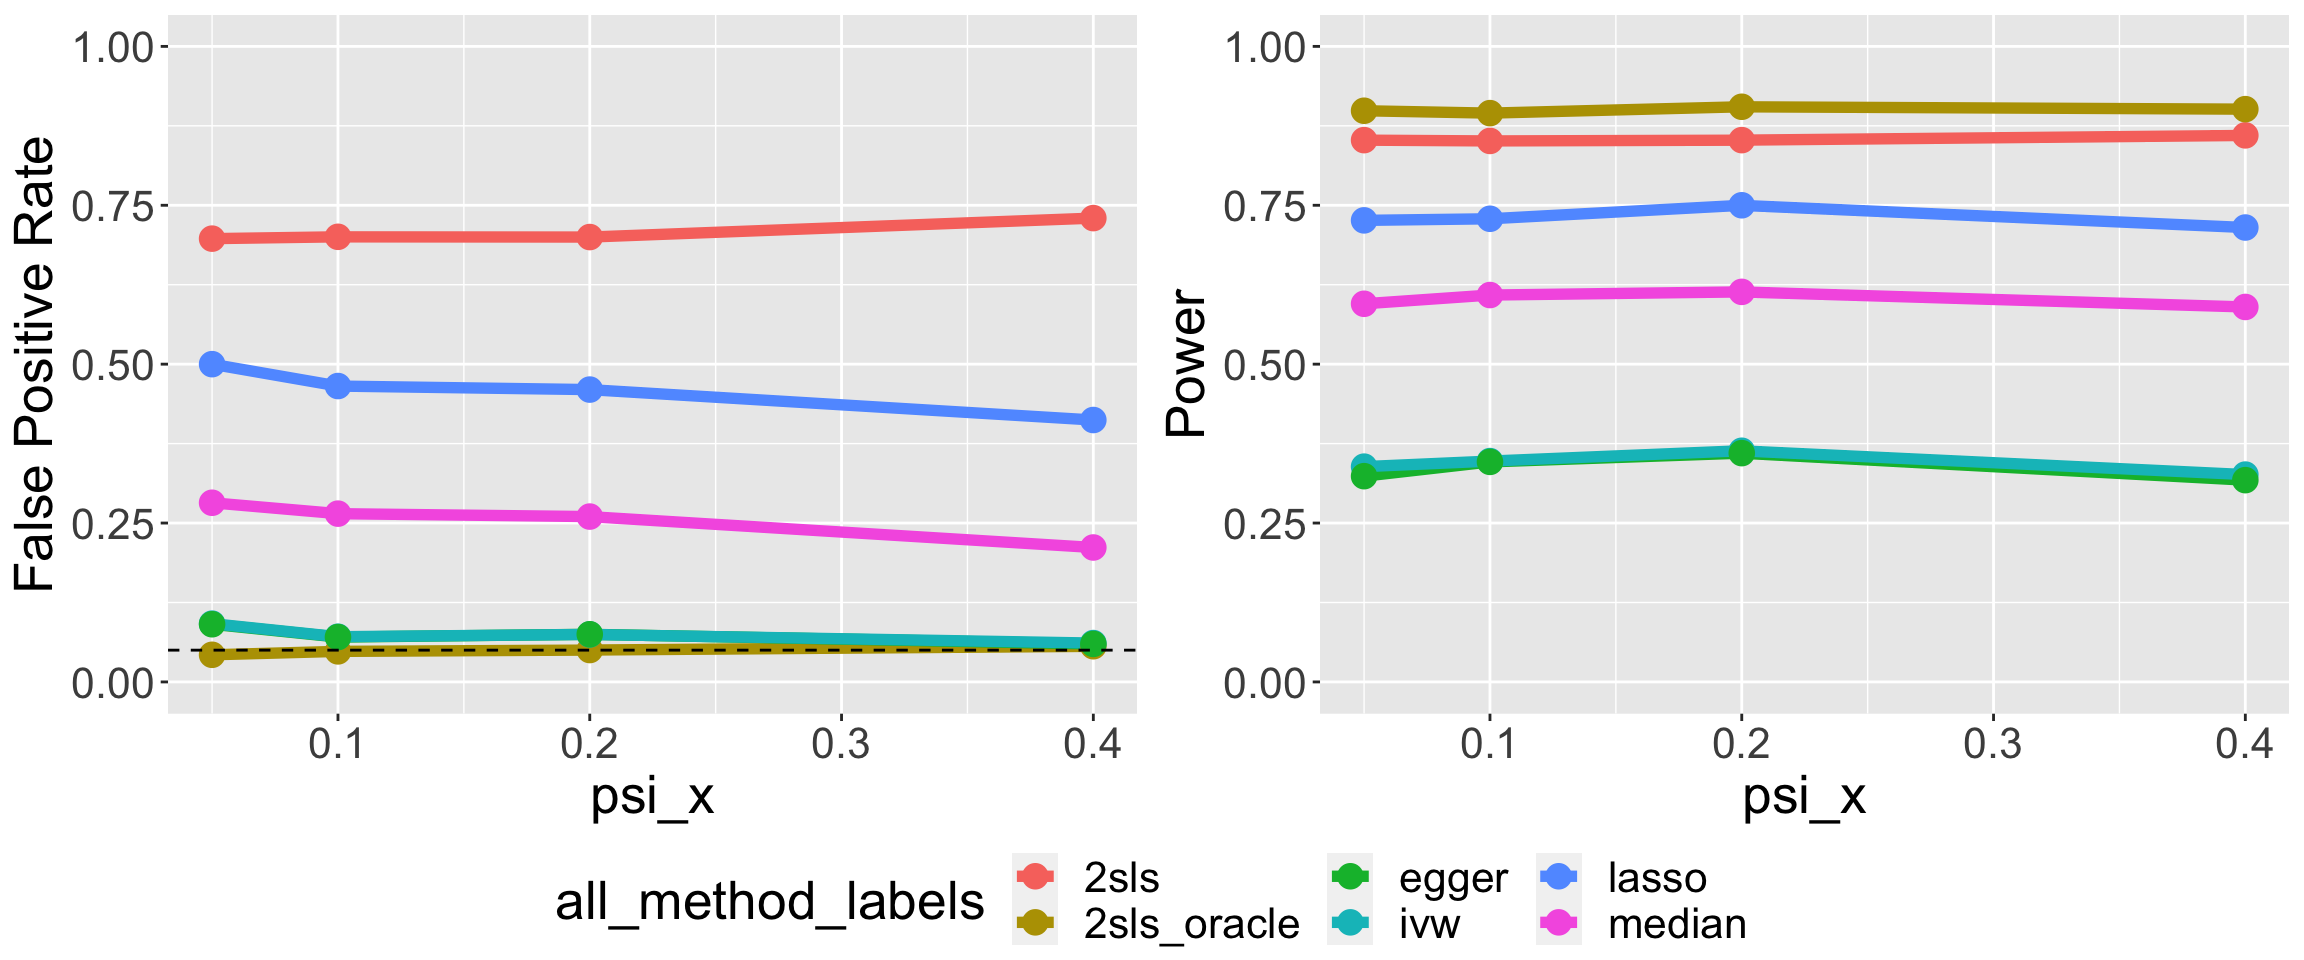 False Positive Rate
1.00
0.75
0.50
0.25
0.00
0.1 0.2 0.3 0.4
psi_x
Power
1.00
0.75
0.50
0.25
0.00
0.1 0.2 0.3 0.4
psi_x
all_method_labels
2sls egger lasso
2sls_oracle ivw median